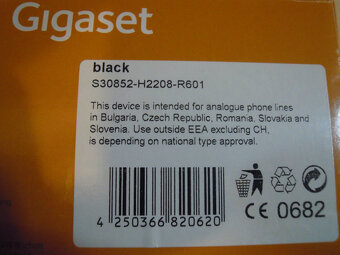 Gigaset
black
S30852-H2208-R601
This device is intended for analogue phone lines
in Bulgaria, Czech Republic, Romania, Slovakia and
Slovenia. Use outside EEA excluding CH,
is depending on national type approval.
4 250366 820620
CE 0682